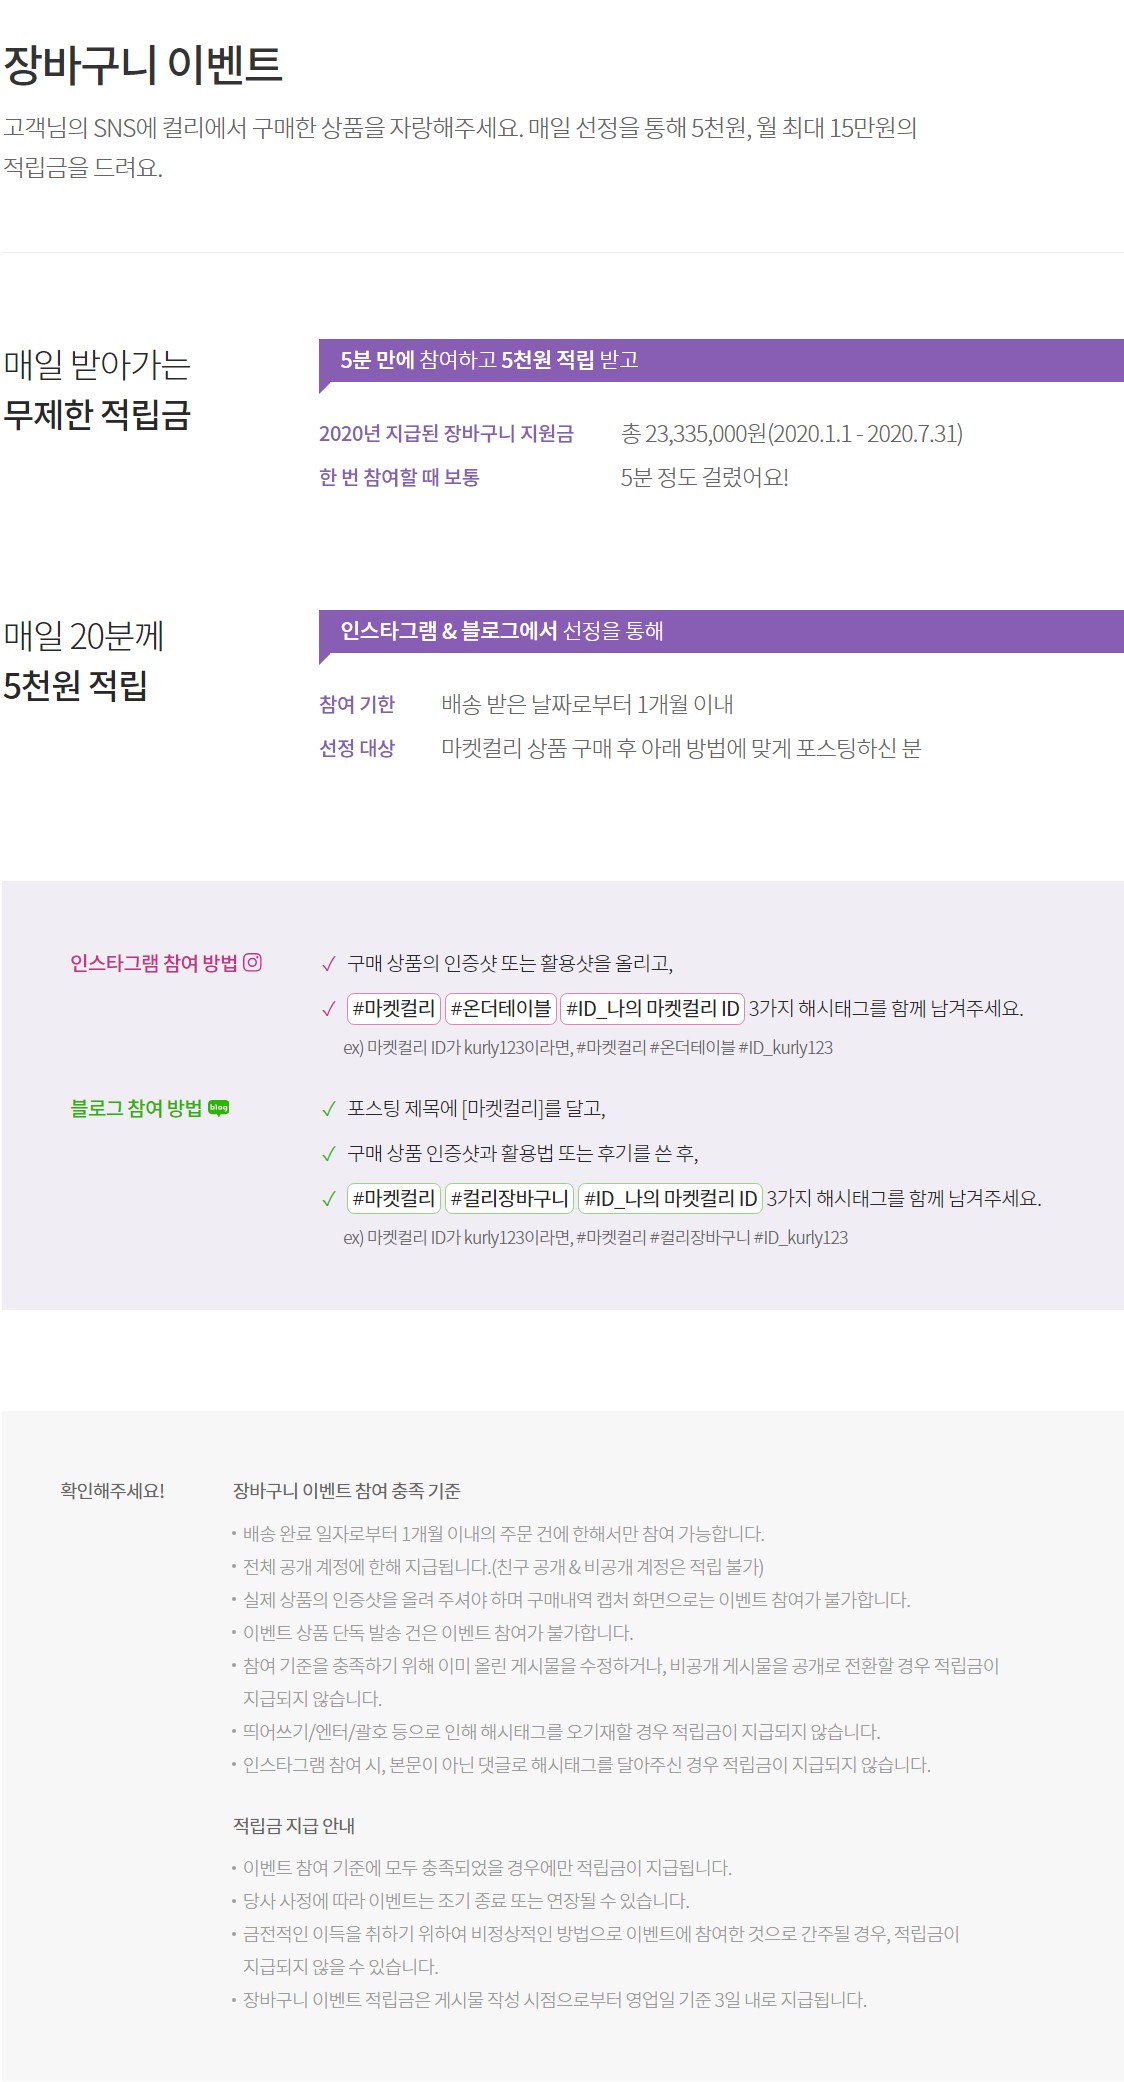 장바구니 이벤트
고객님의 SNS에 컬리에서 구매한 상품을 자랑해주세요. 매일 선정을 통해 5천원, 월 최대 15만원의
적립금을 드려요.
매일 받아가는
무제한 적립금
5분 만에 참여하고 5천원 적립 받고
2020년 지급된 장바구니 지원금 총 23,335,000원(2020.1.1 - 2020.7.31)
한 번 참여할 때 보통 5분 정도 걸렸어요!
매일 20분께
5천원 적립
인스타그램 & 블로그에서 선정을 통해
참여 기한 배송 받은 날짜로부터 1개월 이내
선정 대상 마켓컬리 상품 구매 후 아래 방법에 맞게 포스팅하신 분
인스타그램 참여 방법 ✓ 구매 상품의 인증샷 또는 활용샷을 올리고,
✓ #마켓컬리 #온더테이블 #ID_나의 마켓컬리 ID 3가지 해시태그를 함께 남겨주세요.
ex) 마켓컬리 ID가 kurly123이라면, #마켓컬리 #온더테이블 #ID_kurly123
블로그 참여 방법 blog ✓ 포스팅 제목에 [마켓컬리]를 달고,
✓ 구매 상품 인증샷과 활용법 또는 후기를 쓴 후,
✓ #마켓컬리 #컬리장바구니 #ID_나의 마켓컬리 ID 3가지 해시태그를 함께 남겨주세요.
ex) 마켓컬리 ID가 kurly123이라면, #마켓컬리 #컬리장바구니 #ID_kurly123
확인해주세요! 장바구니 이벤트 참여 충족 기준
• 배송 완료 일자로부터 1개월 이내의 주문 건에 한해서만 참여 가능합니다.
• 전체 공개 계정에 한해 지급됩니다.(친구 공개 & 비공개 계정은 적립 불가)
• 실제 상품의 인증샷을 올려 주셔야 하며 구매내역 캡처 화면으로는 이벤트 참여가 불가합니다.
• 이벤트 상품 단독 발송 건은 이벤트 참여가 불가합니다.
• 참여 기준을 충족하기 위해 이미 올린 게시물을 수정하거나, 비공개 게시물을 공개로 전환할 경우 적립금이
지급되지 않습니다.
• 띄어쓰기/엔터/괄호 등으로 인해 해시태그를 오기재할 경우 적립금이 지급되지 않습니다.
• 인스타그램 참여 시, 본문이 아닌 댓글로 해시태그를 달아주신 경우 적립금이 지급되지 않습니다.
적립금 지급 안내
• 이벤트 참여 기준에 모두 충족되었을 경우에만 적립금이 지급됩니다.
• 당사 사정에 따라 이벤트는 조기 종료 또는 연장될 수 있습니다.
• 금전적인 이득을 취하기 위하여 비정상적인 방법으로 이벤트에 참여한 것으로 간주될 경우, 적립금이
지급되지 않을 수 있습니다.
• 장바구니 이벤트 적립금은 게시물 작성 시점으로부터 영업일 기준 3일 내로 지급됩니다.